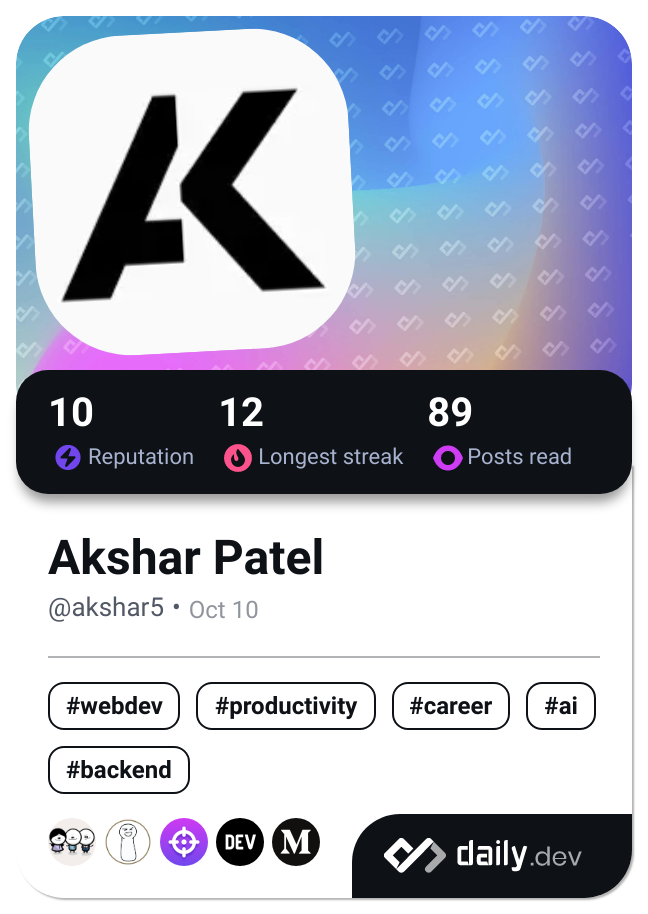 AK
10 12 89
Reputation Longest streak Posts read
Akshar Patel
@akshar5 • Oct 10
#webdev #productivity #career #ai
#backend
DEV M daily.dev